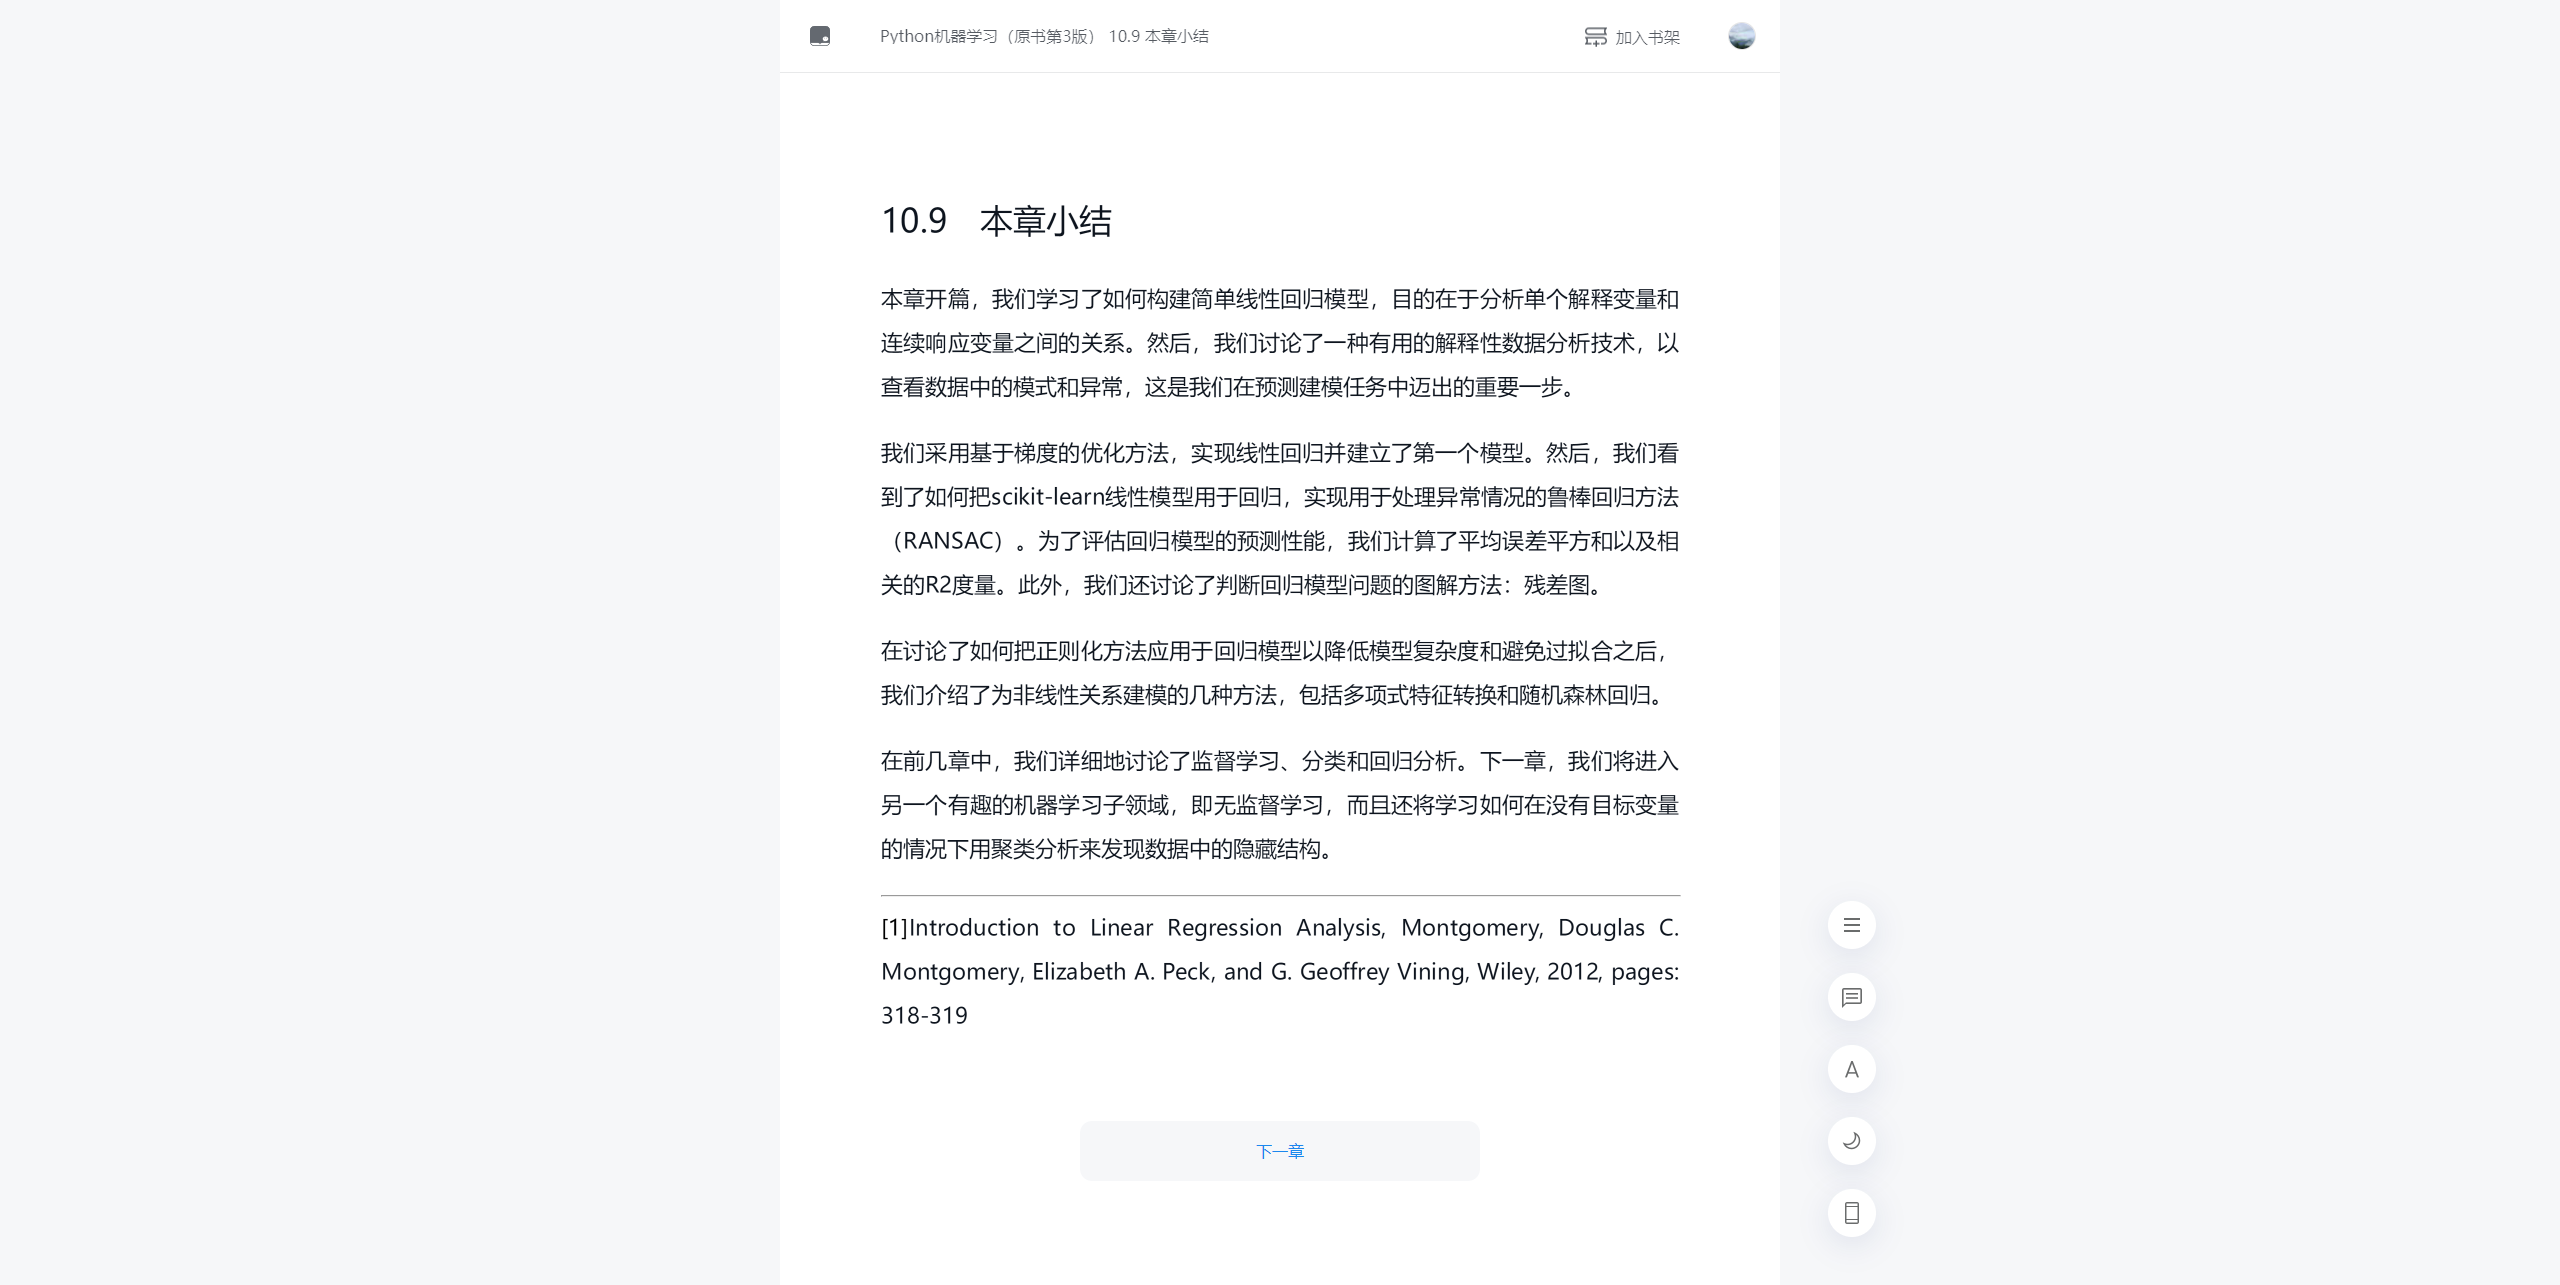 Python机器学习（原书第3版） 10.9 本章小结
加入书架
10.9 本章小结
本章开篇，我们学习了如何构建简单线性回归模型，目的在于分析单个解释变量和
连续响应变量之间的关系。然后，我们讨论了一种有用的解释性数据分析技术，以
查看数据中的模式和异常，这是我们在预测建模任务中迈出的重要一步。
我们采用基于梯度的优化方法，实现线性回归并建立了第一个模型。然后，我们看
到了如何把scikit-learn线性模型用于回归，实现用于处理异常情况的鲁棒回归方法
（RANSAC）。为了评估回归模型的预测性能，我们计算了平均误差平方和以及相
关的R2度量。此外，我们还讨论了判断回归模型问题的图解方法：残差图。
在讨论了如何把正则化方法应用于回归模型以降低模型复杂度和避免过拟合之后，
我们介绍了为非线性关系建模的几种方法，包括多项式特征转换和随机森林回归。
在前几章中，我们详细地讨论了监督学习、分类和回归分析。下一章，我们将进入
另一个有趣的机器学习子领域，即无监督学习，而且还将学习如何在没有目标变量
的情况下用聚类分析来发现数据中的隐藏结构。
[1]Introduction to Linear Regression Analysis, Montgomery, Douglas C.
Montgomery, Elizabeth A. Peck, and G. Geoffrey Vining, Wiley, 2012, pages:
318-319
下一章
A